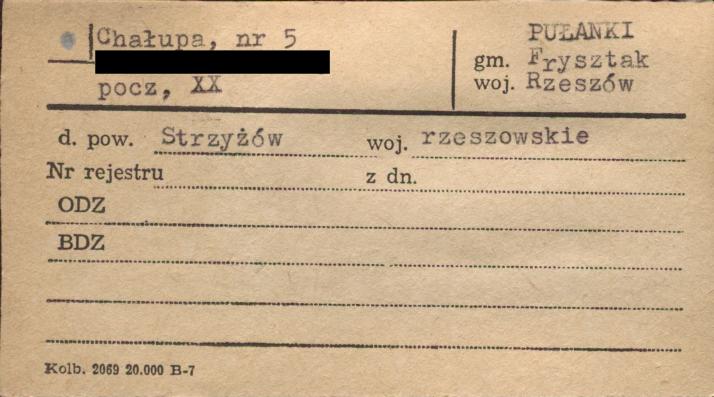 Chałupa, nr 5
pocz, XX
PUŁANKI
gm. Frysztak
woj. Rzeszów
d. pow. Strzyżów woj. rzeszowskie
Nr rejestru z dn.
ODZ
BDZ
Kolb. 2069 20.000 B-7